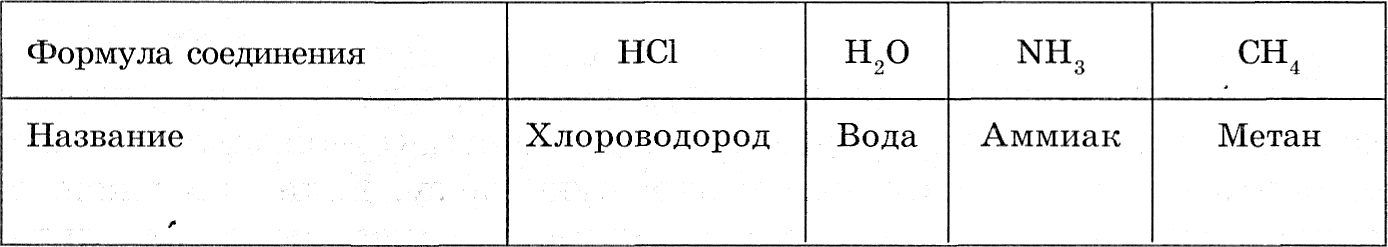 Формула соединения HCl H₂O NH₃ CH₄
Название Хлороводород Вода Аммиак Метан